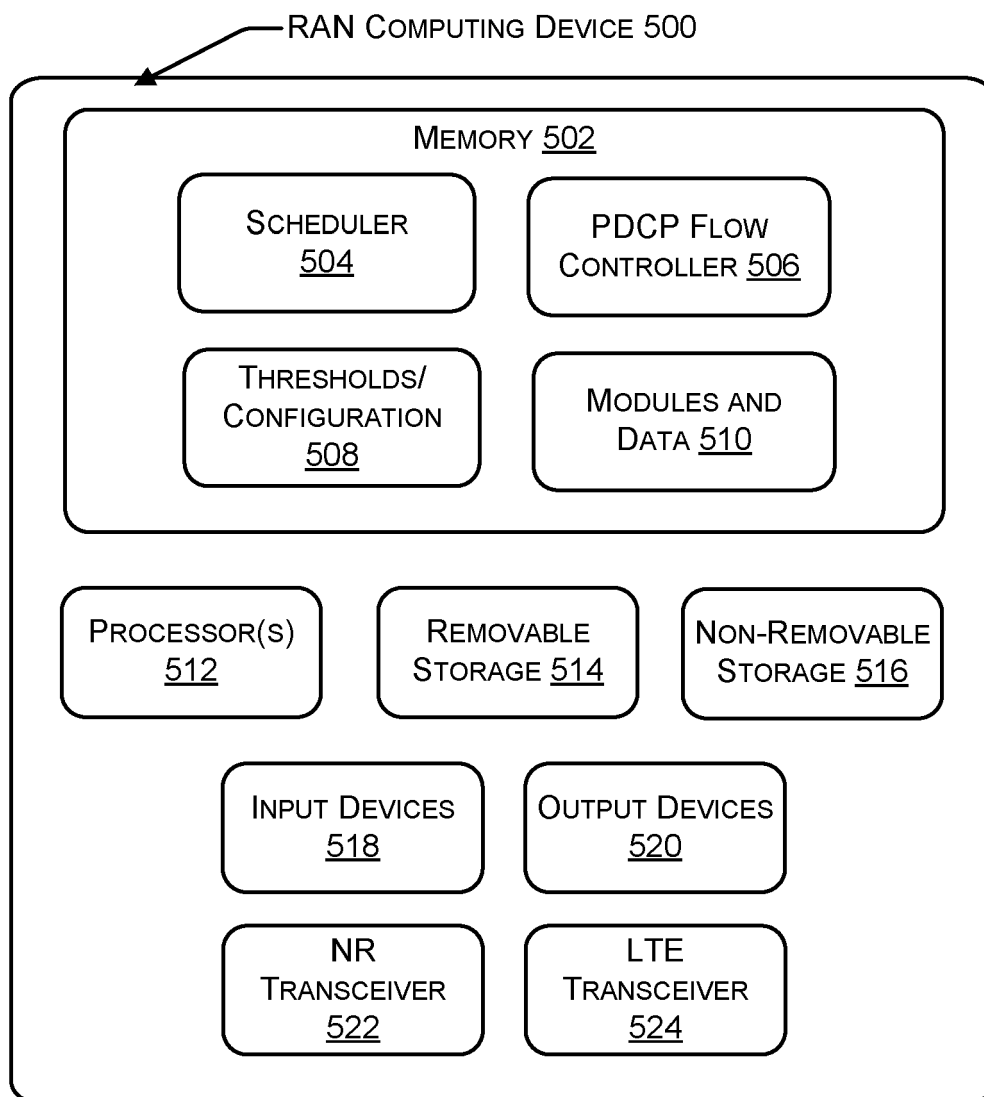 RAN COMPUTING DEVICE 500
MEMORY 502
SCHEDULER
504
PDCP FLOW
CONTROLLER 506
THRESHOLDS/
CONFIGURATION
508
MODULES AND
DATA 510
PROCESSOR(S)
512
REMOVABLE
STORAGE 514
NON-REMOVABLE
STORAGE 516
INPUT DEVICES
518
OUTPUT DEVICES
520
NR
TRANSCEIVER
522
LTE
TRANSCEIVER
524